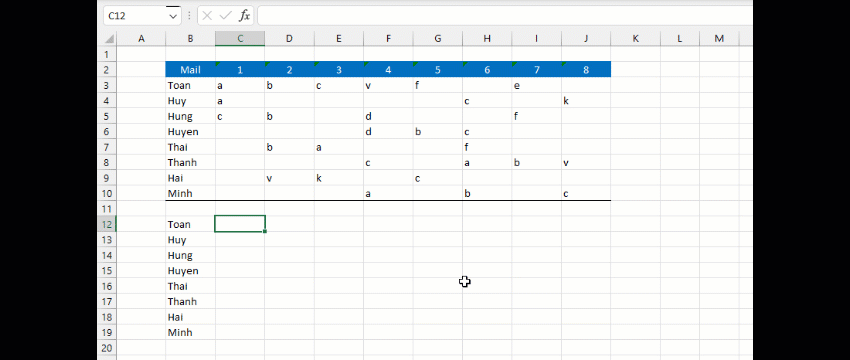 C12 fx
A B C D E F G H I J K L M
1
2 Mail 1 2 3 4 5 6 7 8
3 Toan a b c v f e
4 Huy a c k
5 Hung c b d f
6 Huyen d b c
7 Thai b a f
8 Thanh c a b v
9 Hai v k c
10 Minh a b c
11
12 Toan
13 Huy
14 Hung
15 Huyen
16 Thai
17 Thanh
18 Hai
19 Minh
20